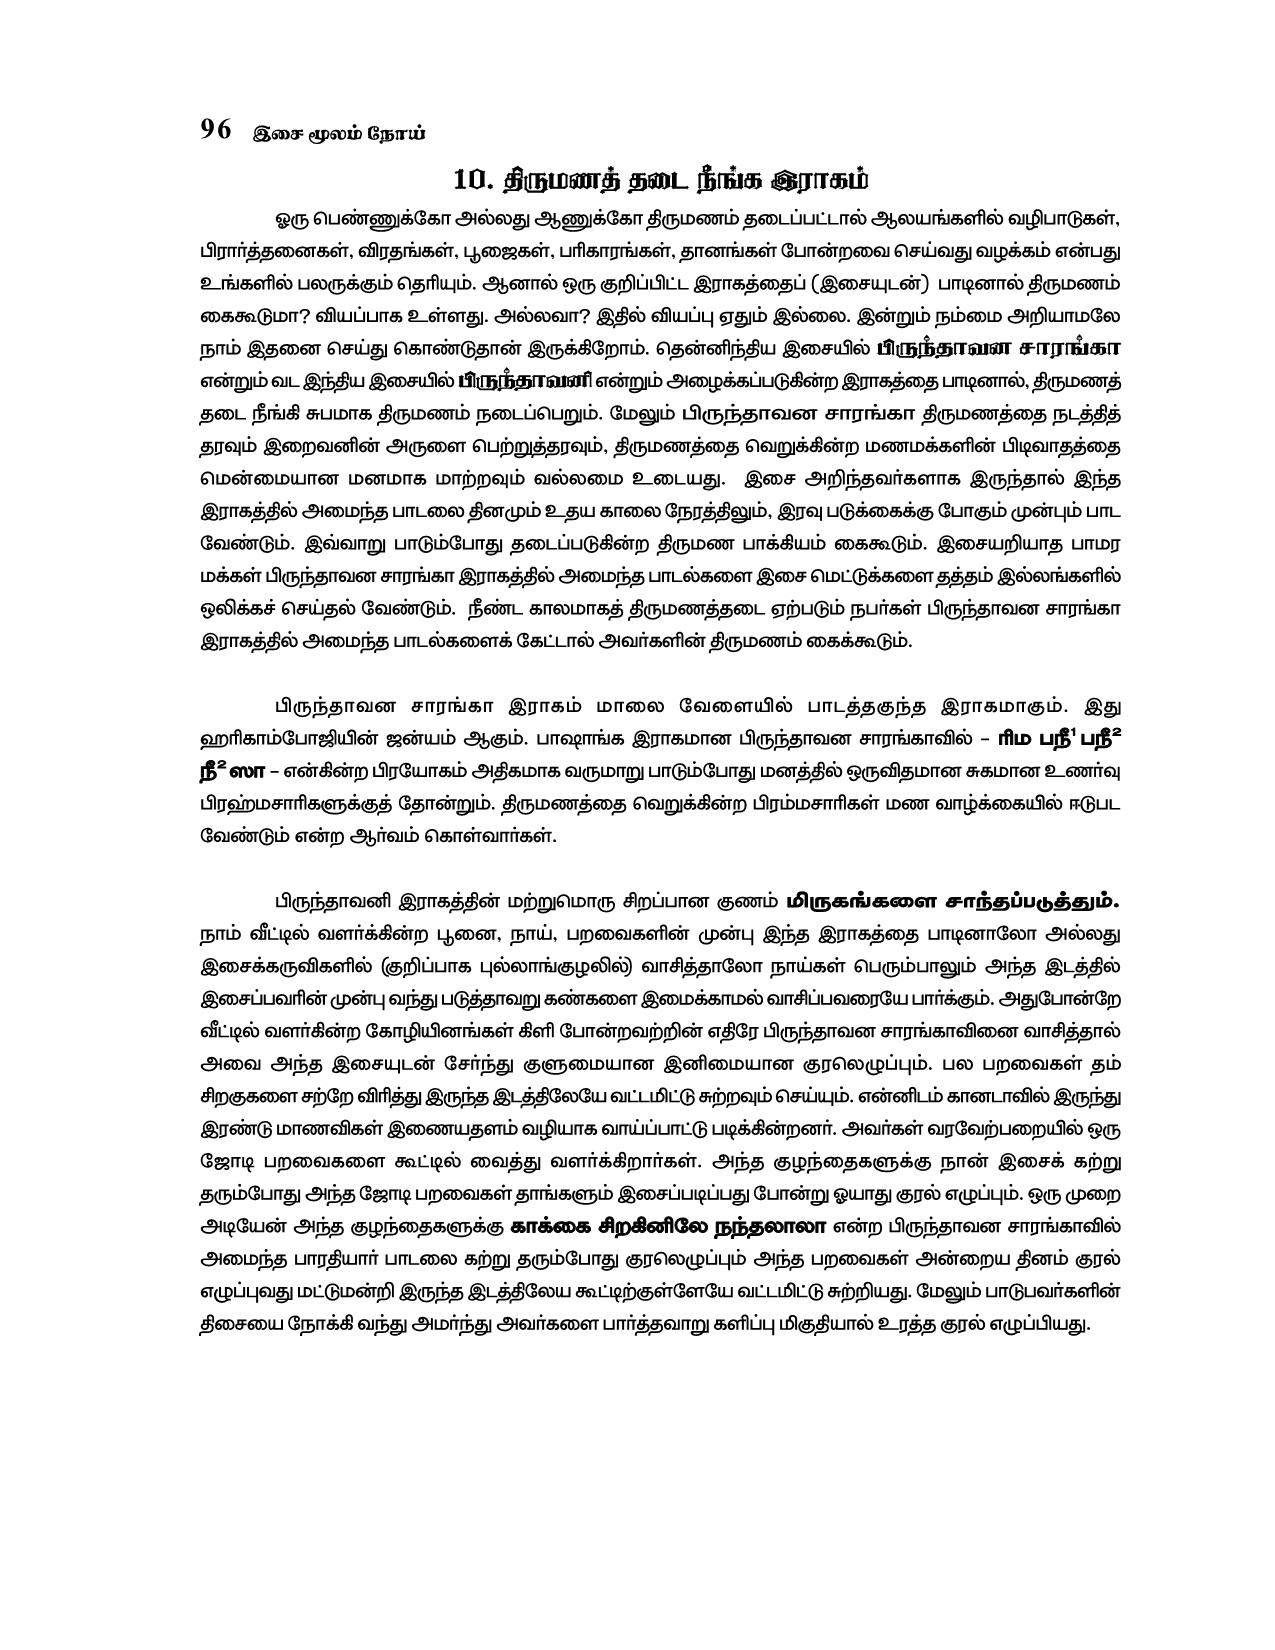 96 இசை மூலம் நோய்
10. திருமணத் தடை நீங்க இராகம்
ஒரு பெண்ணுக்கோ அல்லது ஆணுக்கோ திருமணம் தடைப்பட்டால் ஆலயங்களில் வழிபாடுகள்,
பிரார்த்தனைகள், விரதங்கள், பூஜைகள், பரிகாரங்கள், தானங்கள் போன்றவை செய்வது வழக்கம் என்பது
உங்களில் பலருக்கும் தெரியும். ஆனால் ஒரு குறிப்பிட்ட இராகத்தைப் (இசையுடன்) பாடினால் திருமணம்
கைகூடுமா? வியப்பாக உள்ளது. அல்லவா? இதில் வியப்பு ஏதும் இல்லை. இன்றும் நம்மை அறியாமலே
நாம் இதனை செய்து கொண்டுதான் இருக்கிறோம். தென்னிந்திய இசையில் பிருந்தாவன சாரங்கா
என்றும் வட இந்திய இசையில் பிருந்தாவனி என்றும் அழைக்கப்படுகின்ற இராகத்தை பாடினால், திருமணத்
தடை நீங்கி சுபமாக திருமணம் நடைப்பெறும். மேலும் பிருந்தாவன சாரங்கா திருமணத்தை நடத்தித்
தரவும் இறைவனின் அருளை பெற்றுத்தரவும், திருமணத்தை வெறுக்கின்ற மணமக்களின் பிடிவாதத்தை
மென்மையான மனமாக மாற்றவும் வல்லமை உடையது. இசை அறிந்தவர்களாக இருந்தால் இந்த
இராகத்தில் அமைந்த பாடலை தினமும் உதய காலை நேரத்திலும், இரவு படுக்கைக்கு போகும் முன்பும் பாட
வேண்டும். இவ்வாறு பாடும்போது தடைப்படுகின்ற திருமண பாக்கியம் கைகூடும். இசையறியாத பாமர
மக்கள் பிருந்தாவன சாரங்கா இராகத்தில் அமைந்த பாடல்களை இசை மெட்டுக்களை தத்தம் இல்லங்களில்
ஒலிக்கச் செய்தல் வேண்டும். நீண்ட காலமாகத் திருமணத்தடை ஏற்படும் நபர்கள் பிருந்தாவன சாரங்கா
இராகத்தில் அமைந்த பாடல்களைக் கேட்டால் அவர்களின் திருமணம் கைக்கூடும்.
பிருந்தாவன சாரங்கா இராகம் மாலை வேளையில் பாடத்தகுந்த இராகமாகும். இது
ஹரிகாம்போஜியின் ஜன்யம் ஆகும். பாஷாங்க இராகமான பிருந்தாவன சாரங்காவில் – ரிம பநீ¹ பநீ²
நீ² ஸா – என்கின்ற பிரயோகம் அதிகமாக வருமாறு பாடும்போது மனத்தில் ஒருவிதமான சுகமான உணர்வு
பிரஹ்மசாரிகளுக்குத் தோன்றும். திருமணத்தை வெறுக்கின்ற பிரம்மசாரிகள் மண வாழ்க்கையில் ஈடுபட
வேண்டும் என்ற ஆர்வம் கொள்வார்கள்.
பிருந்தாவனி இராகத்தின் மற்றுமொரு சிறப்பான குணம் மிருகங்களை சாந்தப்படுத்தும்.
நாம் வீட்டில் வளர்க்கின்ற பூனை, நாய், பறவைகளின் முன்பு இந்த இராகத்தை பாடினாலோ அல்லது
இசைக்கருவிகளில் (குறிப்பாக புல்லாங்குழலில்) வாசித்தாலோ நாய்கள் பெரும்பாலும் அந்த இடத்தில்
இசைப்பவரின் முன்பு வந்து படுத்தாவறு கண்களை இமைக்காமல் வாசிப்பவரையே பார்க்கும். அதுபோன்றே
வீட்டில் வளர்கின்ற கோழியினங்கள் கிளி போன்றவற்றின் எதிரே பிருந்தாவன சாரங்காவினை வாசித்தால்
அவை அந்த இசையுடன் சேர்ந்து குளுமையான இனிமையான குரலெழுப்பும். பல பறவைகள் தம்
சிறகுகளை சற்றே விரித்து இருந்த இடத்திலேயே வட்டமிட்டு சுற்றவும் செய்யும். என்னிடம் கானடாவில் இருந்து
இரண்டு மாணவிகள் இணையதளம் வழியாக வாய்ப்பாட்டு படிக்கின்றனர். அவர்கள் வரவேற்பறையில் ஒரு
ஜோடி பறவைகளை கூட்டில் வைத்து வளர்க்கிறார்கள். அந்த குழந்தைகளுக்கு நான் இசைக் கற்று
தரும்போது அந்த ஜோடி பறவைகள் தாங்களும் இசைப்படிப்பது போன்று ஓயாது குரல் எழுப்பும். ஒரு முறை
அடியேன் அந்த குழந்தைகளுக்கு காக்கை சிறகினிலே நந்தலாலா என்ற பிருந்தாவன சாரங்காவில்
அமைந்த பாரதியார் பாடலை கற்று தரும்போது குரலெழுப்பும் அந்த பறவைகள் அன்றைய தினம் குரல்
எழுப்புவது மட்டுமன்றி இருந்த இடத்திலேய கூட்டிற்குள்ளேயே வட்டமிட்டு சுற்றியது. மேலும் பாடுபவர்களின்
திசையை நோக்கி வந்து அமர்ந்து அவர்களை பார்த்தவாறு களிப்பு மிகுதியால் உரத்த குரல் எழுப்பியது.